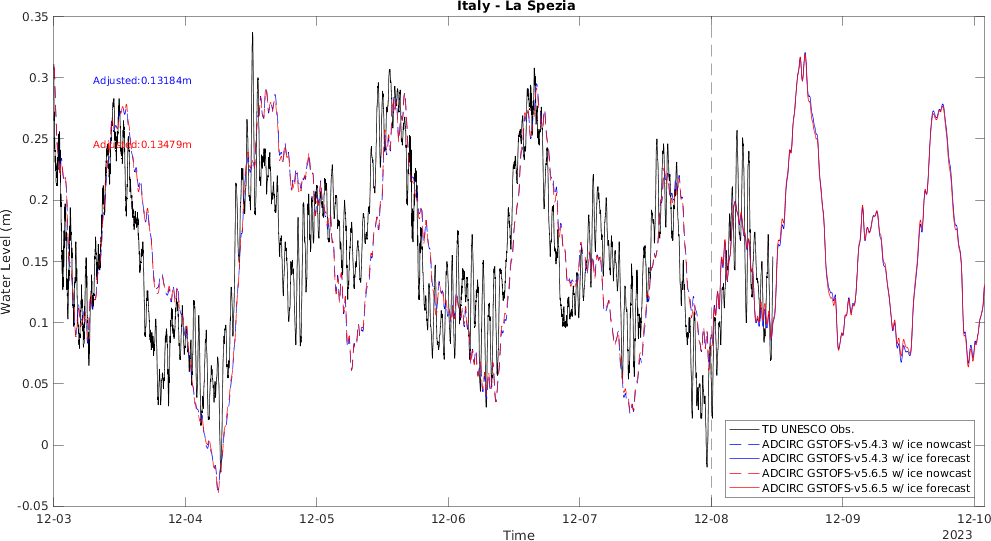 Italy - La Spezia
0.35
0.3
0.25
0.2
0.15
0.1
0.05
0
-0.05
Water Level (m)
Adjusted:0.13184m
Adjusted:0.13479m
TD UNESCO Obs.
ADCIRC GSTOFS-v5.4.3 w/ ice nowcast
ADCIRC GSTOFS-v5.4.3 w/ ice forecast
ADCIRC GSTOFS-v5.6.5 w/ ice nowcast
ADCIRC GSTOFS-v5.6.5 w/ ice forecast
12-03 12-04 12-05 12-06 12-07 12-08 12-09 12-10
Time
2023